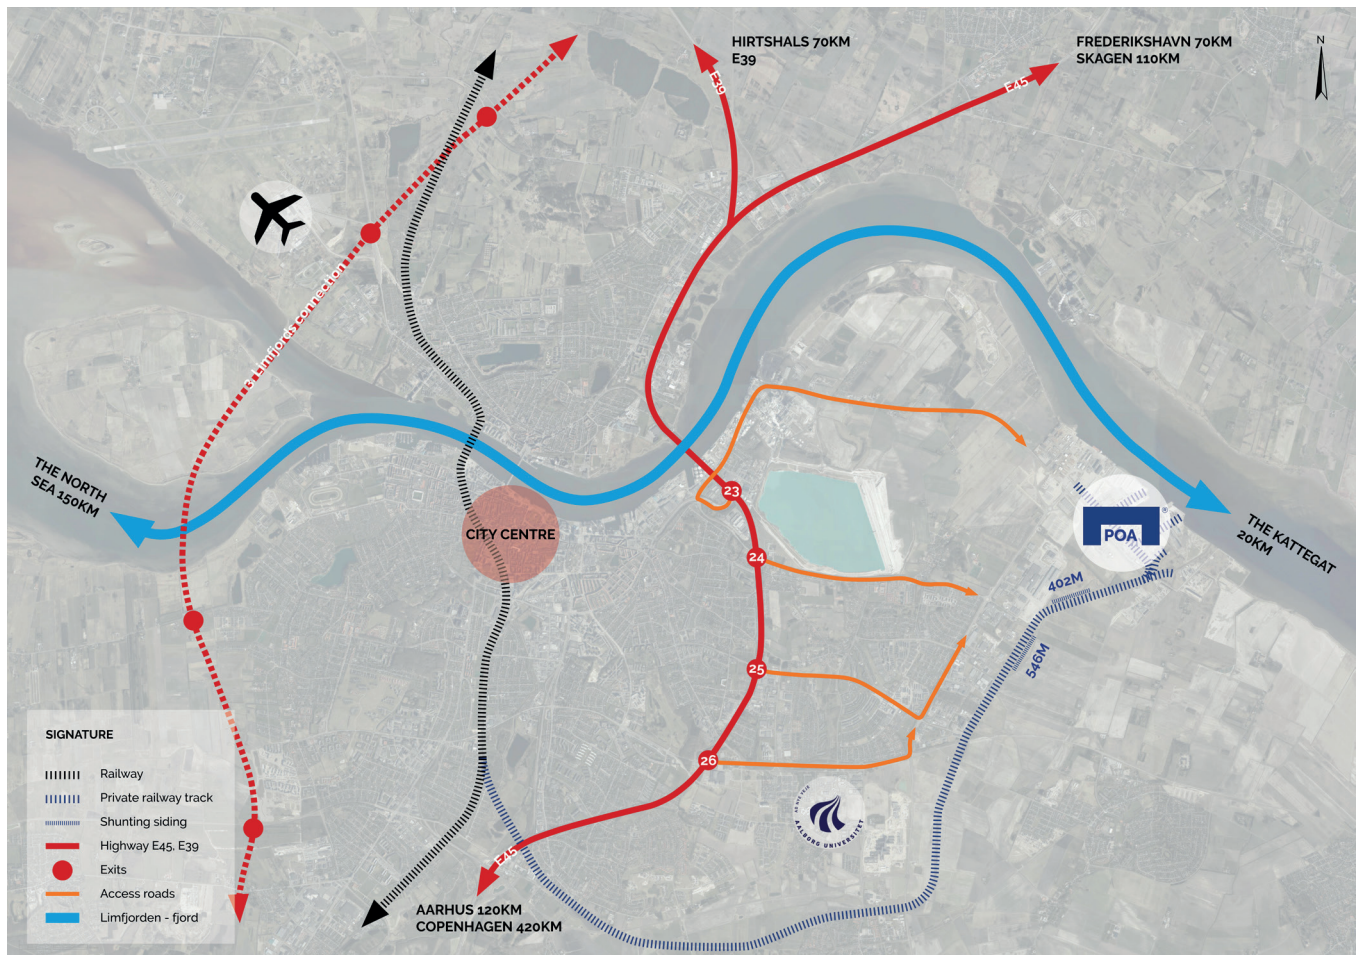 HIRTSHALS 70KM
E39
FREDERIKSHAVN 70KM
SKAGEN 110KM
N
E39
E45
3. Limfjords connection
THE NORTH
SEA 150KM
CITY CENTRE
23
24
25
26
POA
®
THE KATTEGAT
20KM
402M
546M
E45
AARHUS 120KM
COPENHAGEN 420KM
AALBORG UNIVERSITET
SIGNATURE
Railway
Private railway track
Shunting siding
Highway E45, E39
Exits
Access roads
Limfjorden - fjord